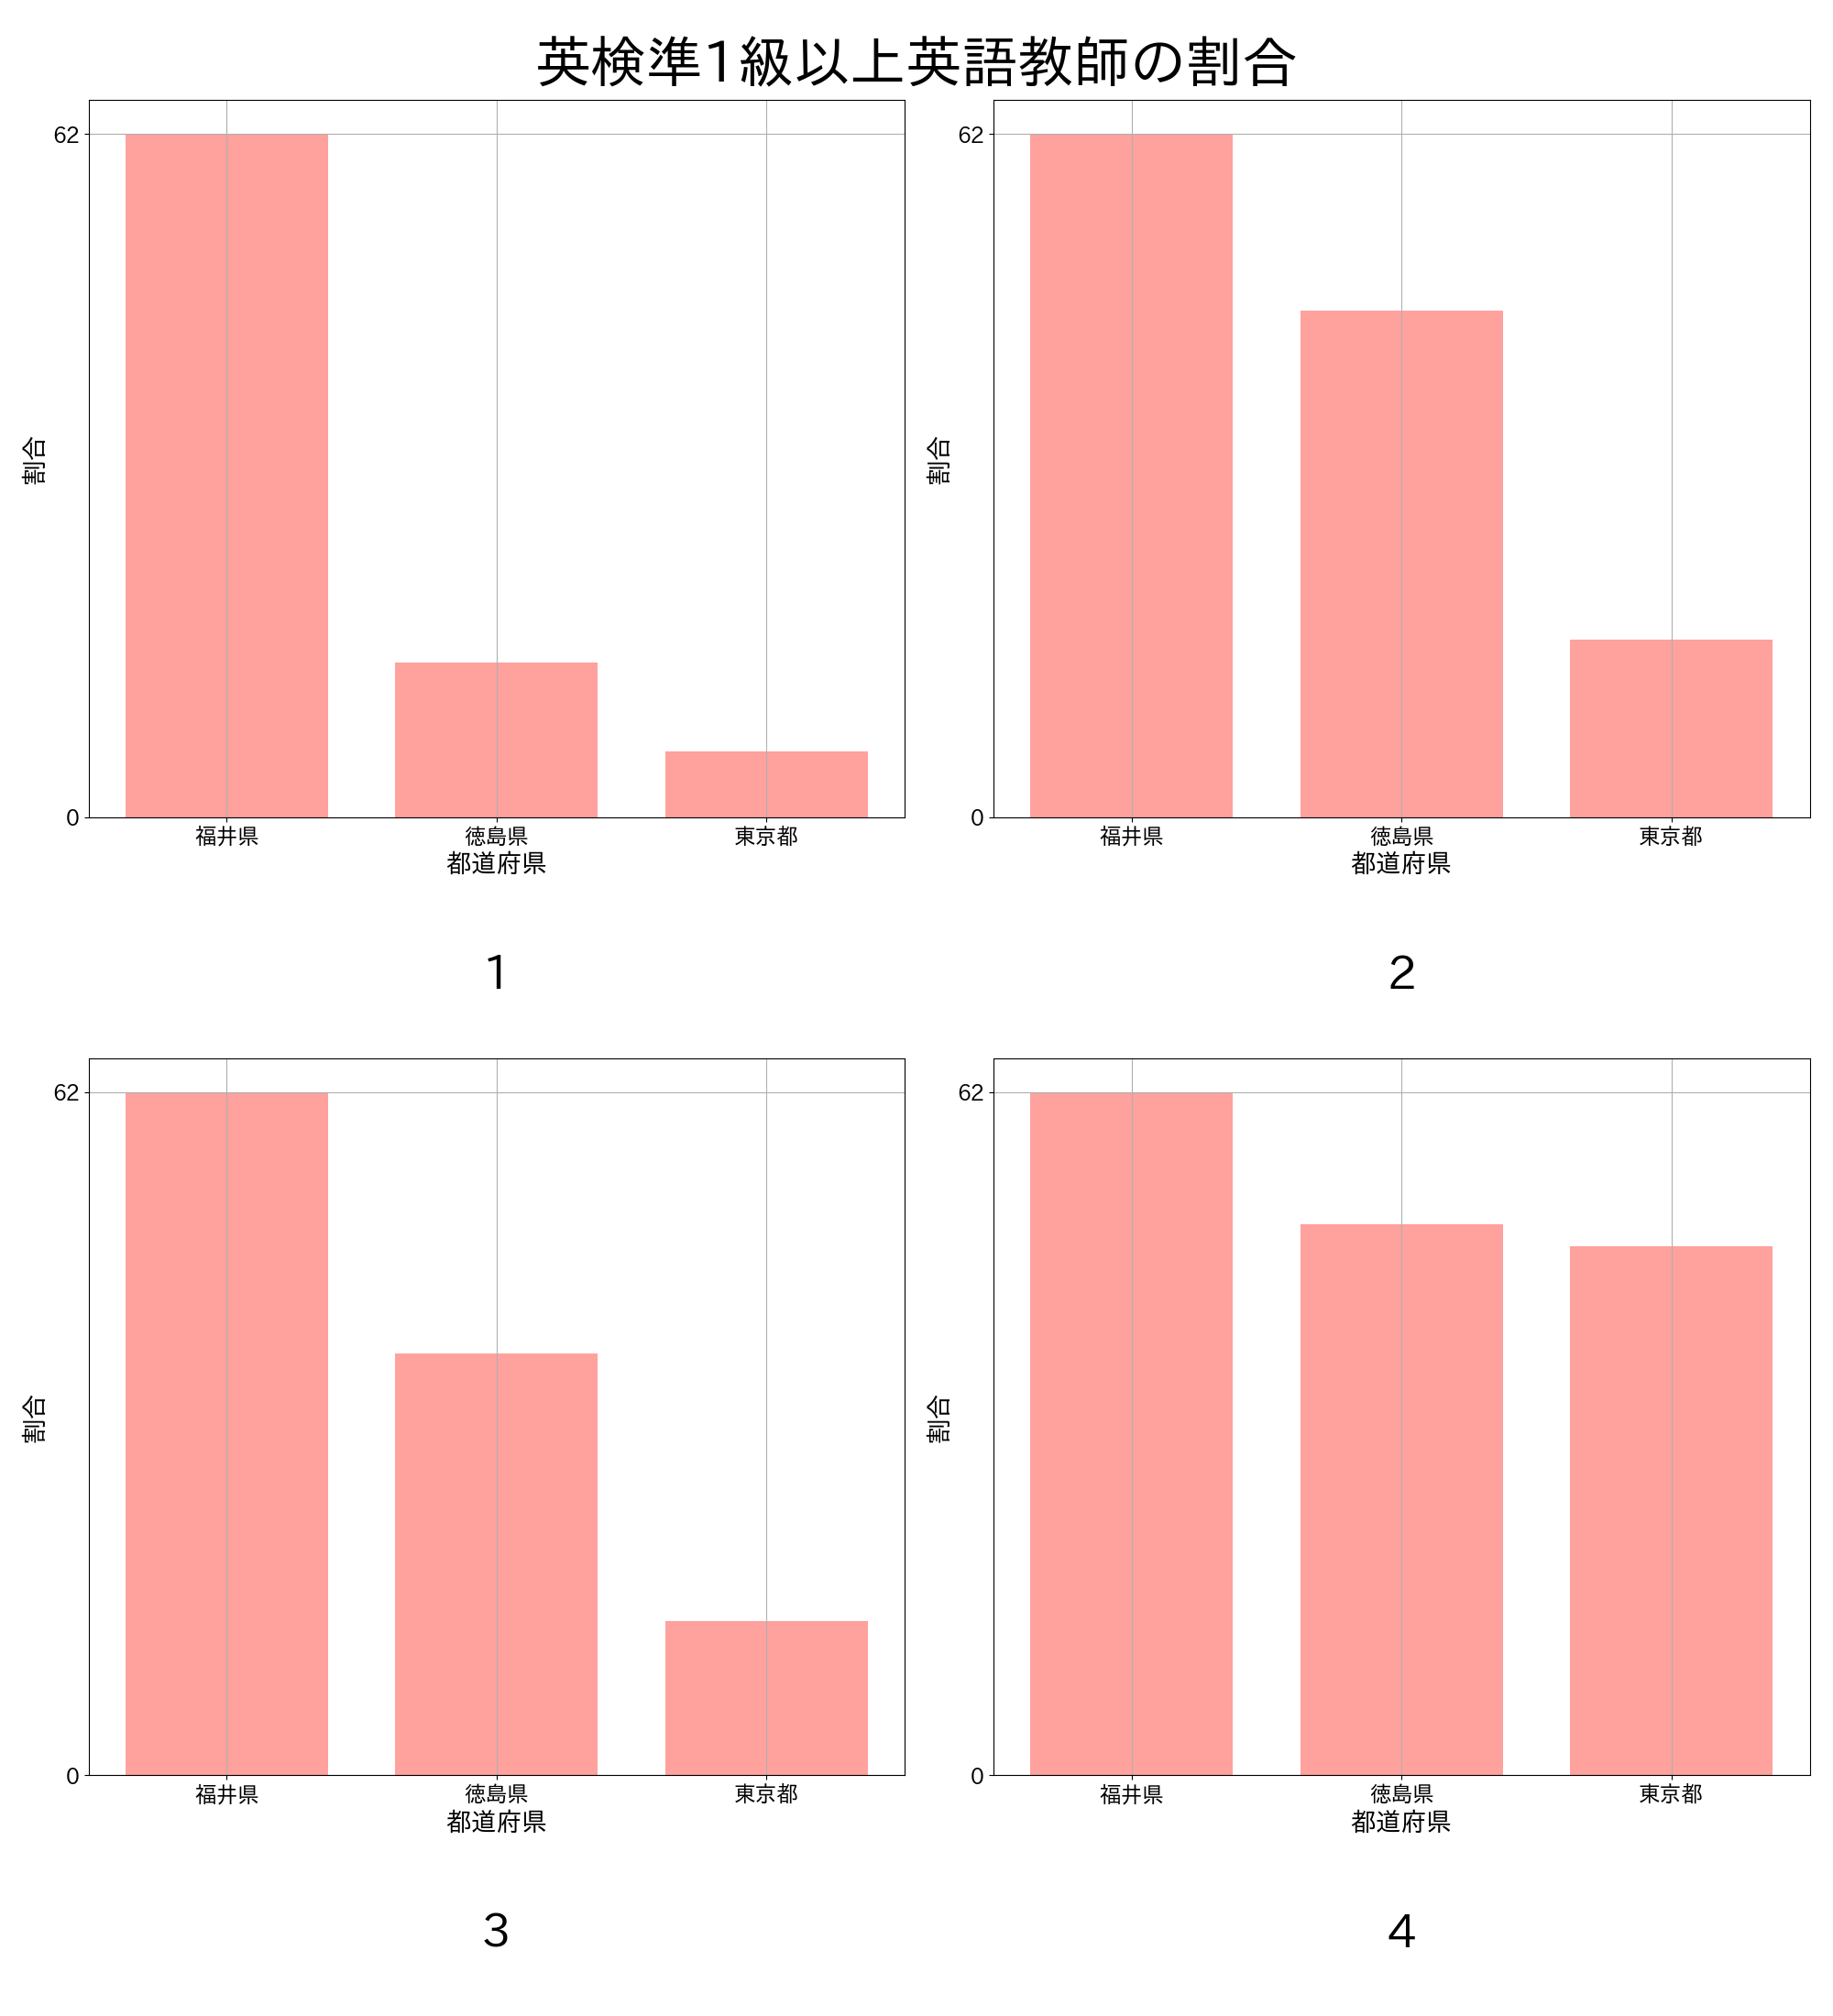 英検準1級以上英語教師の割合
62
割合
0
福井県 徳島県 東京都
都道府県
1
62
割合
0
福井県 徳島県 東京都
都道府県
2
62
割合
0
福井県 徳島県 東京都
都道府県
3
62
割合
0
福井県 徳島県 東京都
都道府県
4